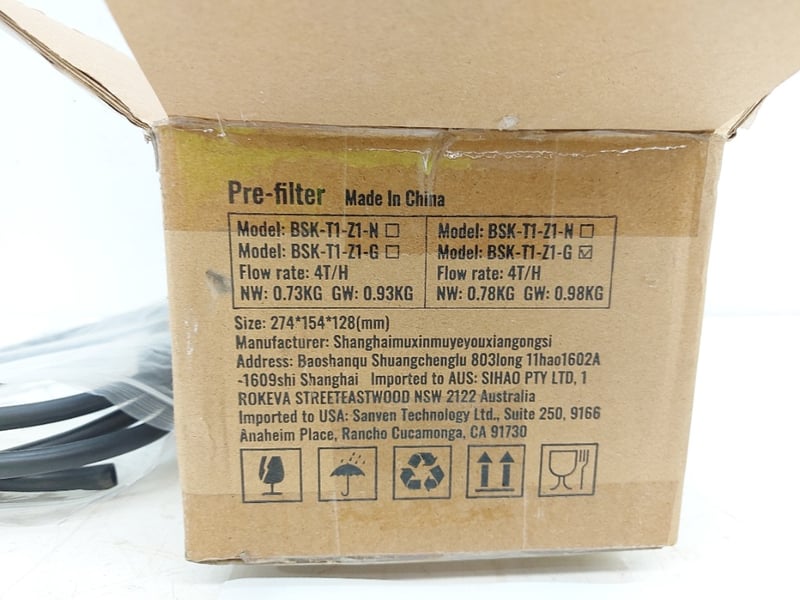 Pre-filter Made In China
Model: BSK-T1-Z1-N ☐ Model: BSK-T1-Z1-N ☐
Model: BSK-T1-Z1-G ☐ Model: BSK-T1-Z1-G ☑
Flow rate: 4T/H Flow rate: 4T/H
NW: 0.73KG GW: 0.93KG NW: 0.78KG GW: 0.98KG
Size: 274*154*128(mm)
Manufacturer: Shanghaimuxinmuyeyouxiangongsi
Address: Baoshanqu Shuangchenglu 803long 11hao1602A
-1609shi Shanghai Imported to AUS: SIHAO PTY LTD, 1
ROKEVA STREETEASTWOOD NSW 2122 Australia
Imported to USA: Sanven Technology Ltd., Suite 250, 9166
Anaheim Place, Rancho Cucamonga, CA 91730